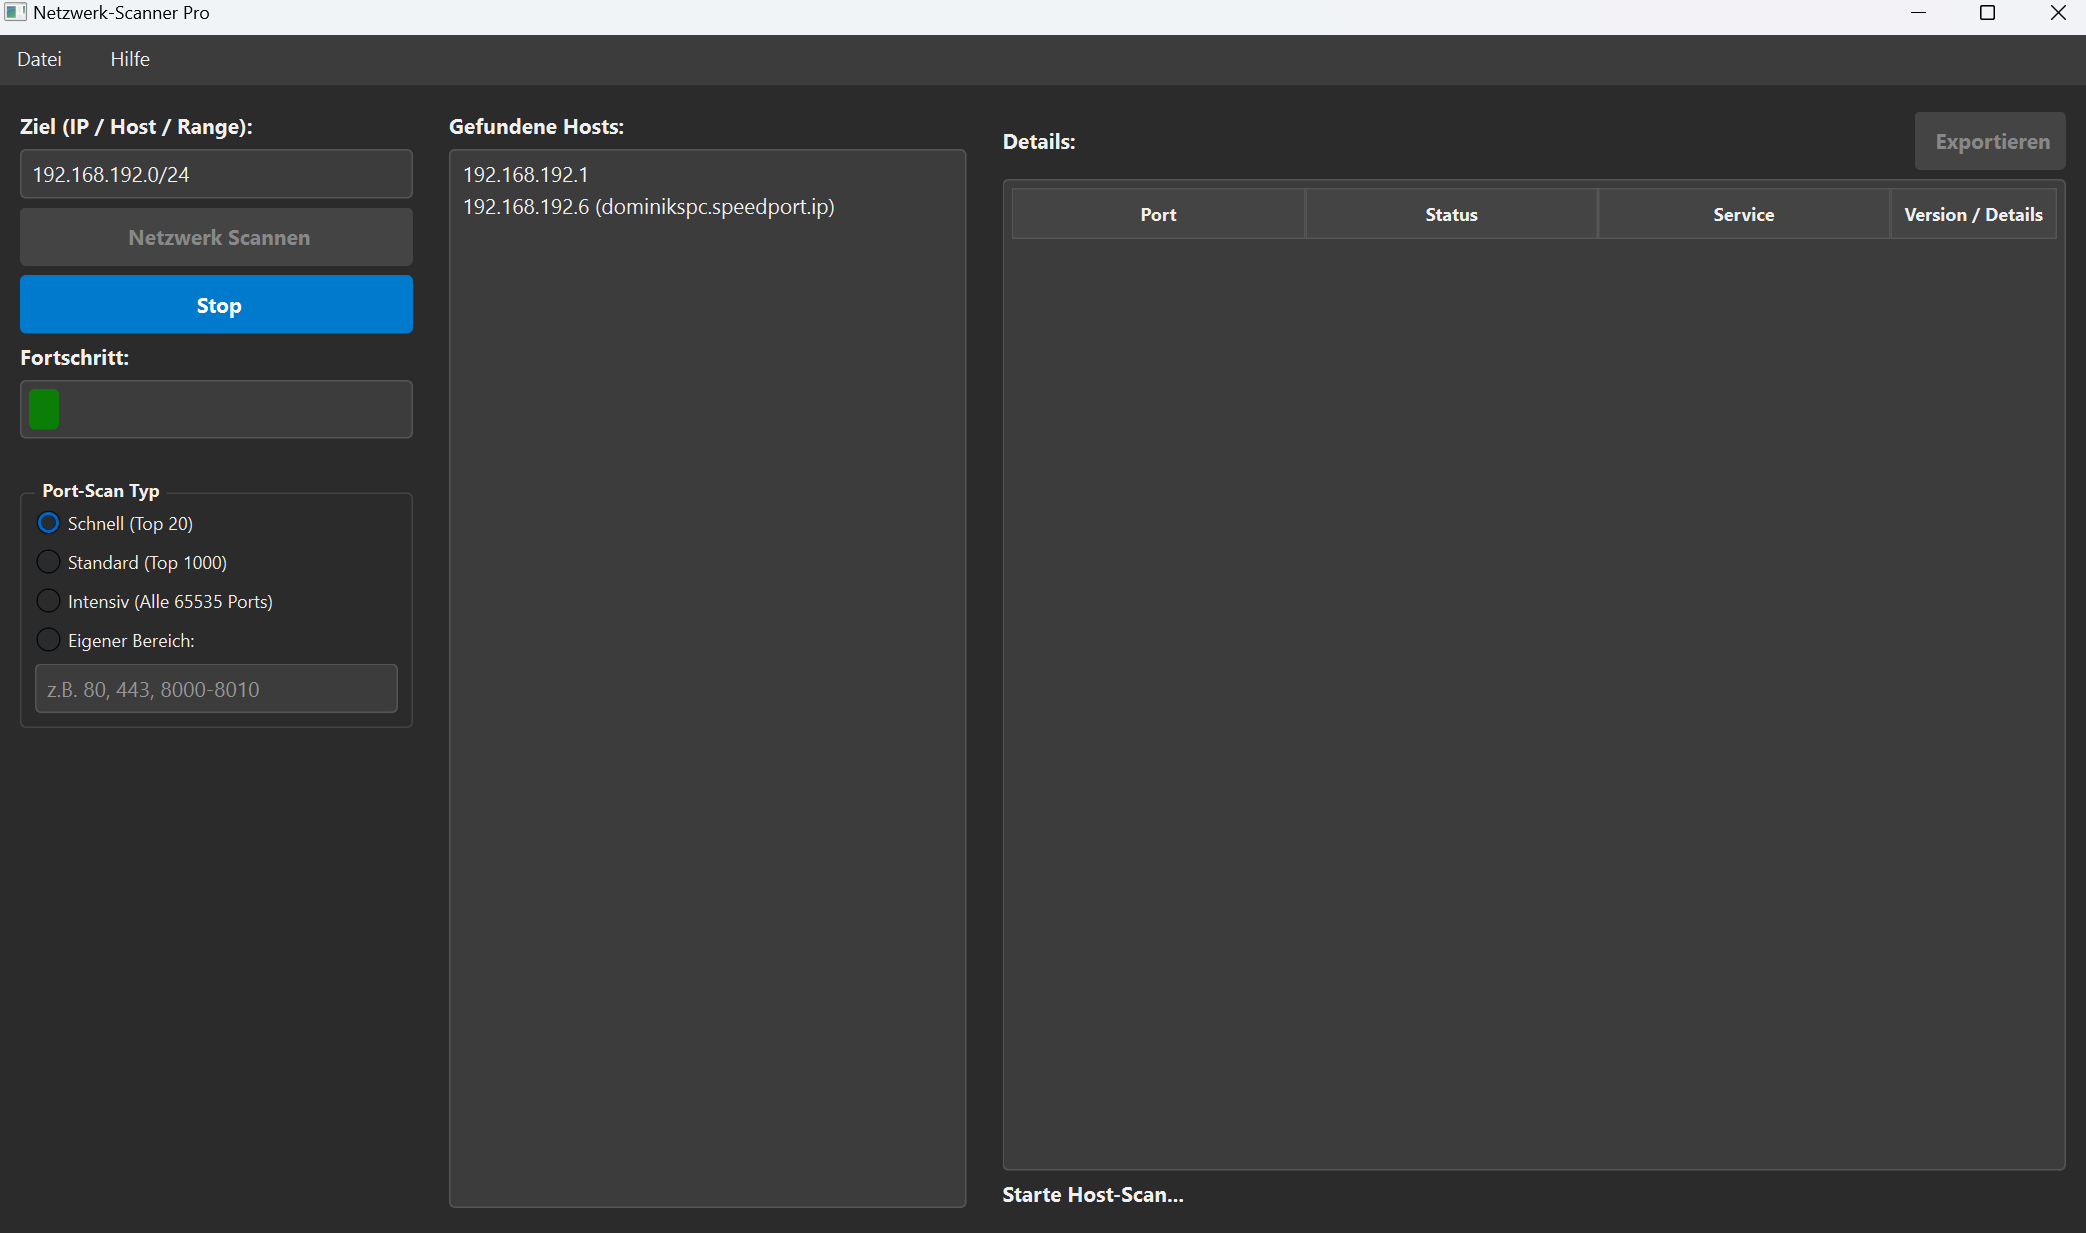 Netzwerk-Scanner Pro
Datei Hilfe
Ziel (IP / Host / Range):
192.168.192.0/24
Netzwerk Scannen
Stop
Fortschritt:
Port-Scan Typ
Schnell (Top 20)
Standard (Top 1000)
Intensiv (Alle 65535 Ports)
Eigener Bereich:
z.B. 80, 443, 8000-8010
Gefundene Hosts:
192.168.192.1
192.168.192.6 (dominikspc.speedport.ip)
Details:
Exportieren
Port Status Service Version / Details
Starte Host-Scan...